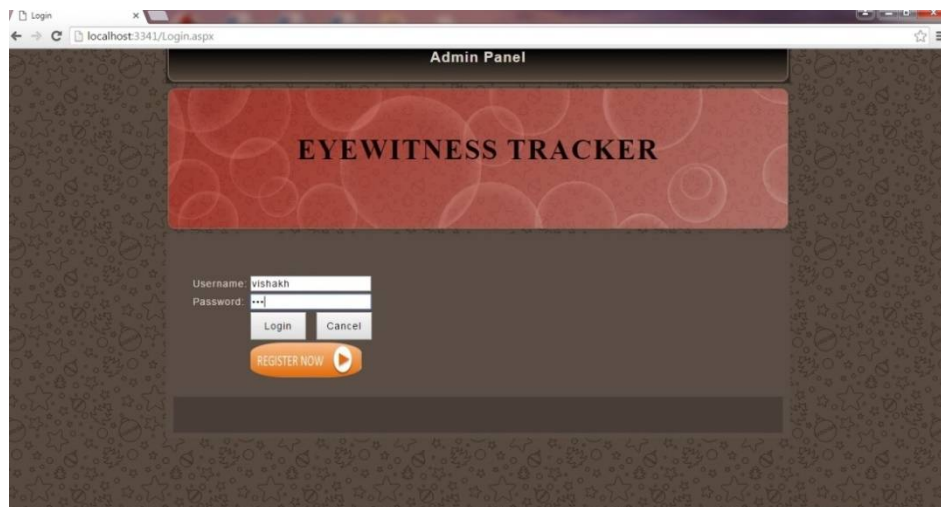 Login
localhost:3341/Login.aspx
Admin Panel
EYEWITNESS TRACKER
Username: vishakh
Password: •••
Login Cancel
REGISTER NOW